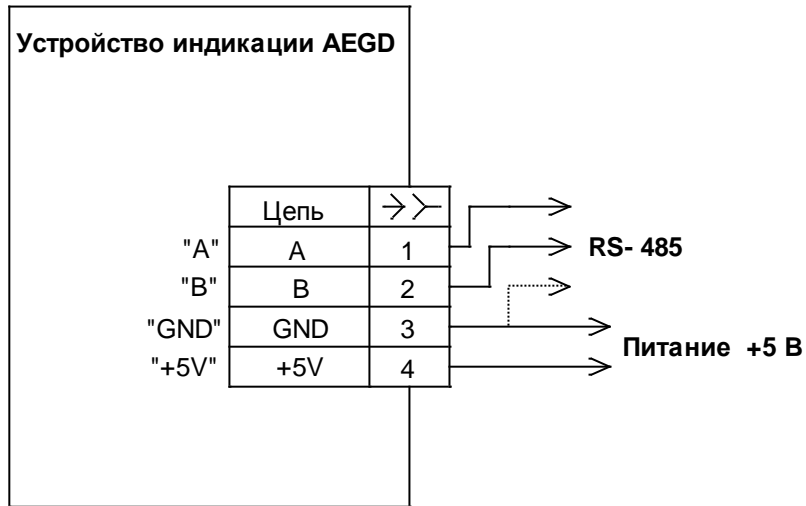 Устройство индикации AEGD
Цепь
"A" A 1
RS- 485
"B" B 2
"GND" GND 3
Питание +5 В
"+5V" +5V 4